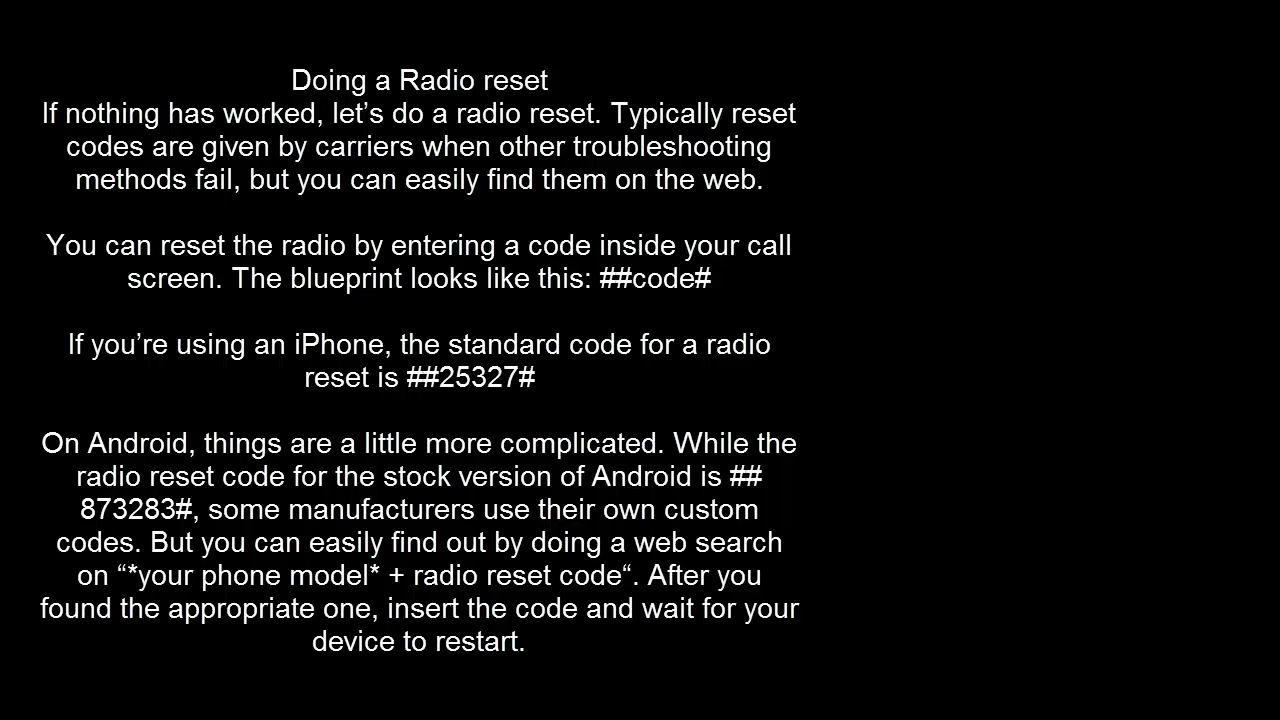 Doing a Radio reset
If nothing has worked, let’s do a radio reset. Typically reset
codes are given by carriers when other troubleshooting
methods fail, but you can easily find them on the web.
You can reset the radio by entering a code inside your call
screen. The blueprint looks like this: ##code#
If you’re using an iPhone, the standard code for a radio
reset is ##25327#
On Android, things are a little more complicated. While the
radio reset code for the stock version of Android is ##
873283#, some manufacturers use their own custom
codes. But you can easily find out by doing a web search
on “*your phone model* + radio reset code“. After you
found the appropriate one, insert the code and wait for your
device to restart.